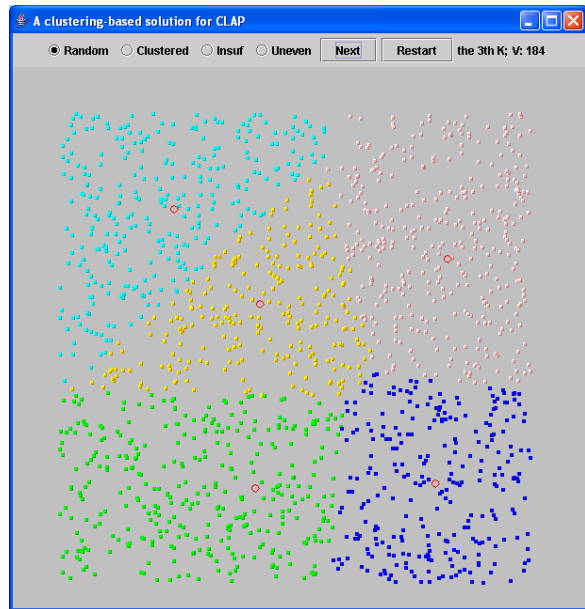 A clustering-based solution for CLAP
Random Clustered Insuf Uneven Next Restart the 3th K; V: 184